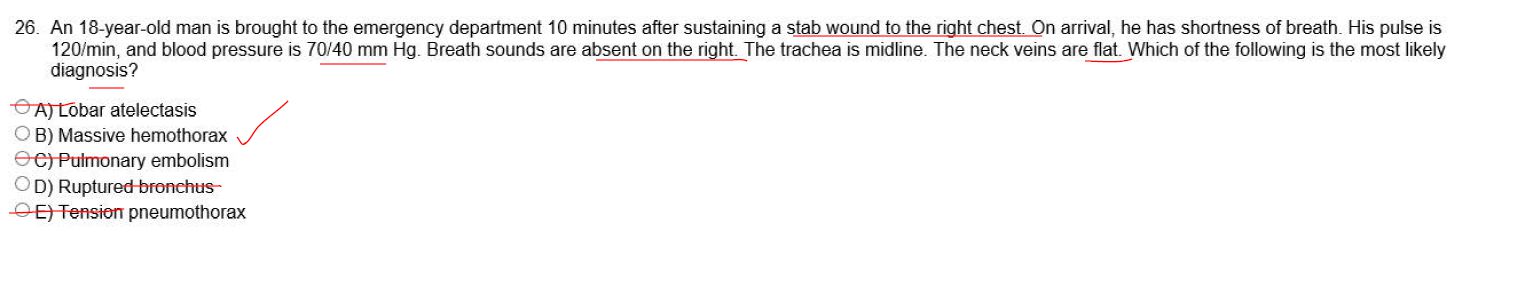 26. An 18-year-old man is brought to the emergency department 10 minutes after sustaining a stab wound to the right chest. On arrival, he has shortness of breath. His pulse is
120/min, and blood pressure is 70/40 mm Hg. Breath sounds are absent on the right. The trachea is midline. The neck veins are flat. Which of the following is the most likely
diagnosis?
A) Lobar atelectasis
B) Massive hemothorax
C) Pulmonary embolism
D) Ruptured bronchus
E) Tension pneumothorax